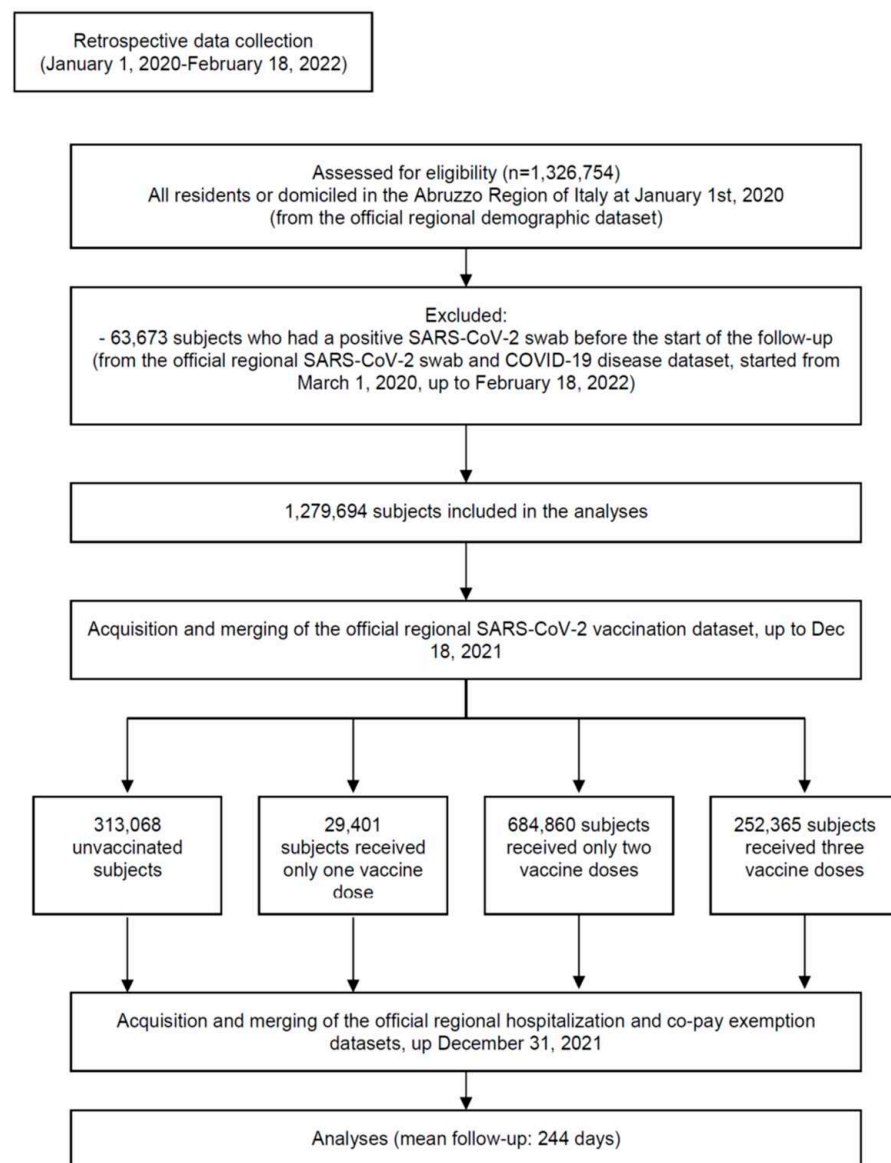 Retrospective data collection
(January 1, 2020-February 18, 2022)
Assessed for eligibility (n=1,326,754)
All residents or domiciled in the Abruzzo Region of Italy at January 1st, 2020
(from the official regional demographic dataset)
Excluded:
- 63,673 subjects who had a positive SARS-CoV-2 swab before the start of the follow-up
(from the official regional SARS-CoV-2 swab and COVID-19 disease dataset, started from
March 1, 2020, up to February 18, 2022)
1,279,694 subjects included in the analyses
Acquisition and merging of the official regional SARS-CoV-2 vaccination dataset, up to Dec
18, 2021
313,068
unvaccinated
subjects
29,401
subjects received
only one vaccine
dose
684,860 subjects
received only two
vaccine doses
252,365 subjects
received three
vaccine doses
Acquisition and merging of the official regional hospitalization and co-pay exemption
datasets, up December 31, 2021
Analyses (mean follow-up: 244 days)